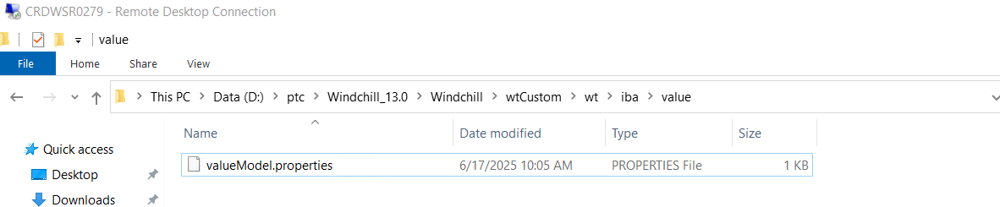 CRDWSR0279 - Remote Desktop Connection
value
File Home Share View
This PC Data (D:) ptc Windchill_13.0 Windchill wtCustom wt iba value
Name Date modified Type Size
Quick access
valueModel.properties 6/17/2025 10:05 AM PROPERTIES File 1 KB
Desktop
Downloads